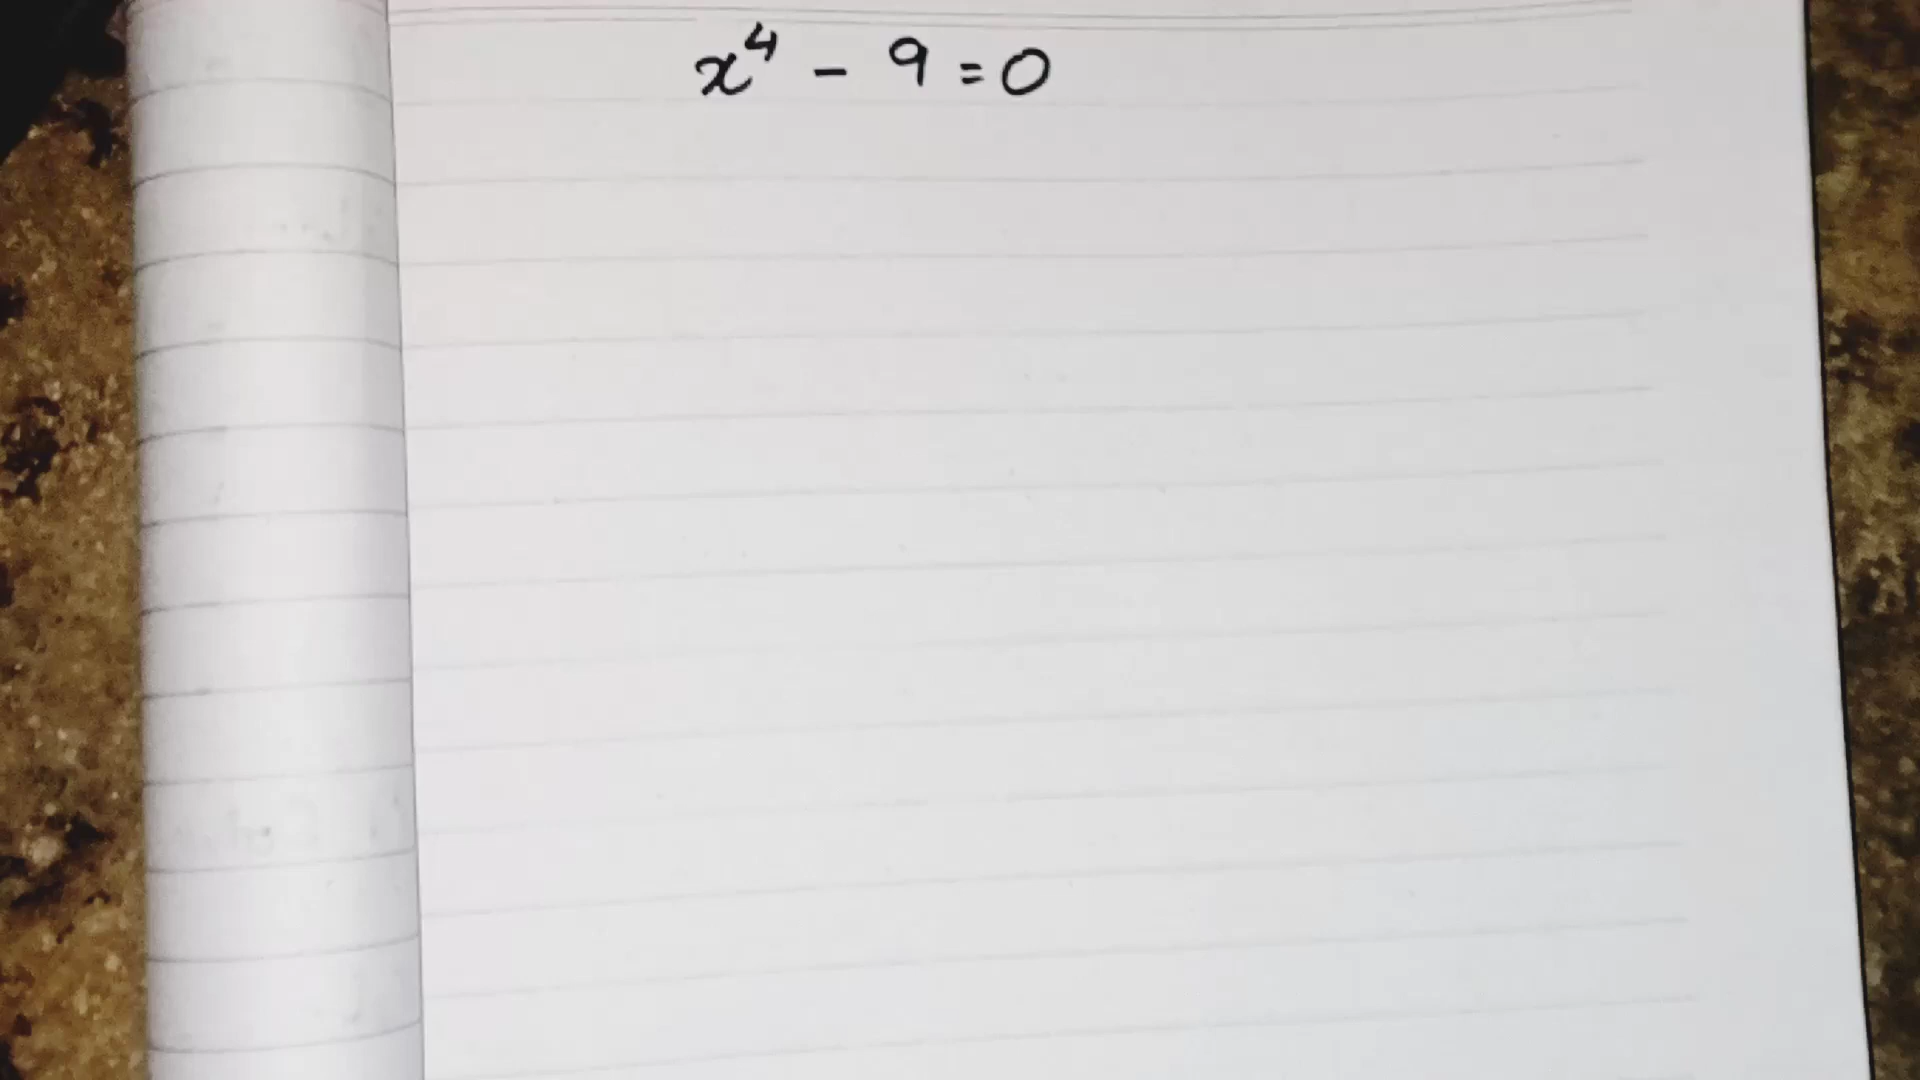 x⁴ - 9 = 0